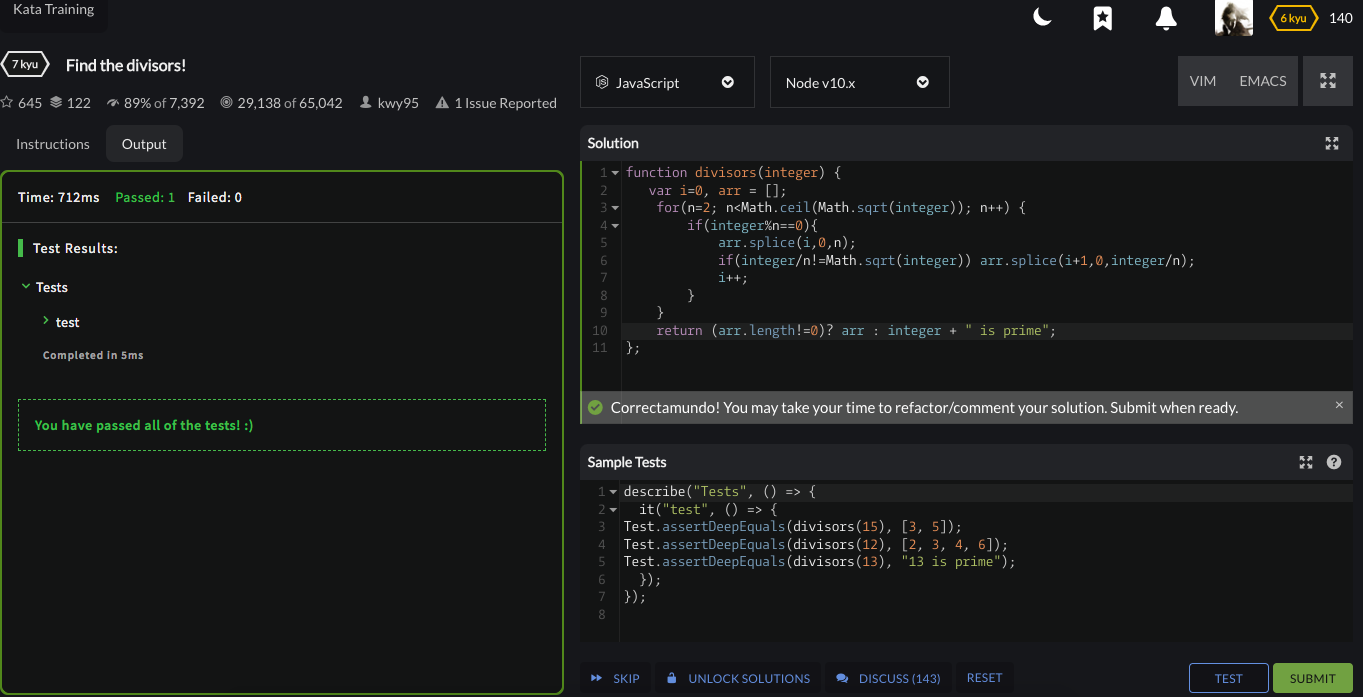 Kata Training
6 kyu 140
7 kyu Find the divisors!
645 122 89% of 7,392 29,138 of 65,042 kwy95 1 Issue Reported
Instructions Output
Time: 712ms Passed: 1 Failed: 0
Test Results:
Tests
test
Completed in 5ms
You have passed all of the tests! :)
JavaScript Node v10.x VIM EMACS
Solution
1 function divisors(integer) {
2 var i=0, arr = [];
3 for(n=2; n<Math.ceil(Math.sqrt(integer)); n++) {
4 if(integer%n==0){
5 arr.splice(i,0,n);
6 if(integer/n!=Math.sqrt(integer)) arr.splice(i+1,0,integer/n);
7 i++;
8 }
9 }
10 return (arr.length!=0)? arr : integer + " is prime";
11 };
Correctamundo! You may take your time to refactor/comment your solution. Submit when ready. ×
Sample Tests
1 describe("Tests", () => {
2 it("test", () => {
3 Test.assertDeepEquals(divisors(15), [3, 5]);
4 Test.assertDeepEquals(divisors(12), [2, 3, 4, 6]);
5 Test.assertDeepEquals(divisors(13), "13 is prime");
6 });
7 });
8
SKIP UNLOCK SOLUTIONS DISCUSS (143) RESET TEST SUBMIT